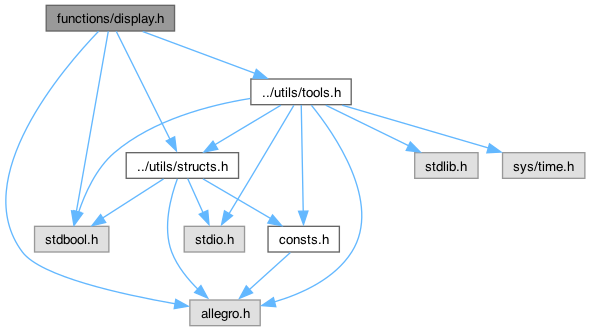 functions/display.h
../utils/tools.h
../utils/structs.h
stdlib.h
sys/time.h
stdbool.h
stdio.h
consts.h
allegro.h